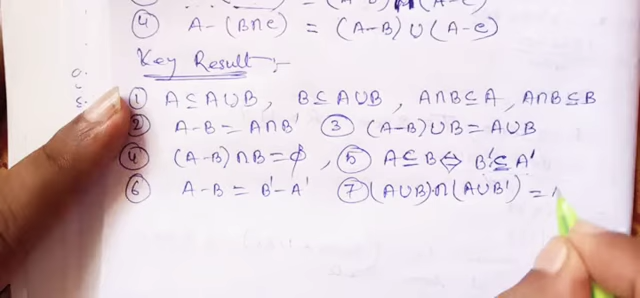 ④ A-(B∩C) = (A-B)∪(A-C)
Key Result :-
① A⊆A∪B, B⊆A∪B, A∩B⊆A, A∩B⊆B
② A-B=A∩B' ③ (A-B)∪B=A∪B
④ (A-B)∩B=ϕ, ⑤ A⊆B⇔B'⊆A'
⑥ A-B=B'-A' ⑦ (A∪B)∩(A∪B')=